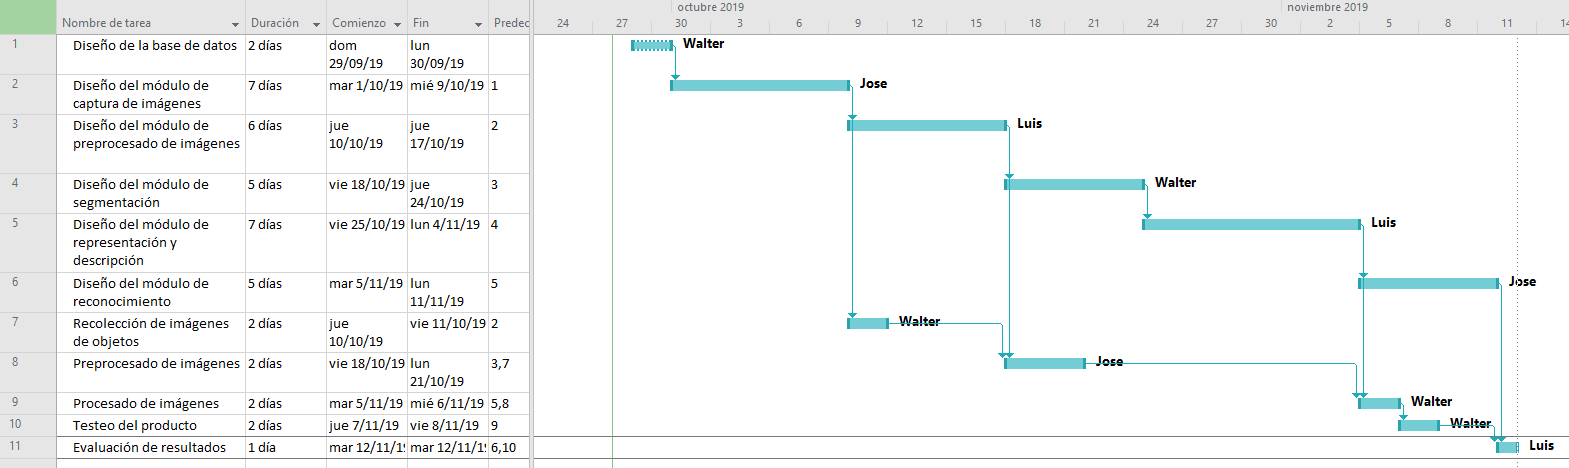 octubre 2019 noviembre 2019
Nombre de tarea Duración Comienzo Fin Predec 24 27 30 3 6 9 12 15 18 21 24 27 30 2 5 8 11 14
1 Diseño de la base de datos 2 días dom lun Walter
29/09/19 30/09/19
2 Diseño del módulo de 7 días mar 1/10/19 mié 9/10/19 1 Jose
captura de imágenes
3 Diseño del módulo de 6 días jue jue 2 Luis
preprocesado de imágenes 10/10/19 17/10/19
4 Diseño del módulo de 5 días vie 18/10/19 jue 3 Walter
segmentación 24/10/19
5 Diseño del módulo de 7 días vie 25/10/19 lun 4/11/19 4 Luis
representación y
descripción
6 Diseño del módulo de 5 días mar 5/11/19 lun 5 Jose
reconocimiento 11/11/19
7 Recolección de imágenes 2 días jue vie 11/10/19 2 Walter
de objetos 10/10/19
8 Preprocesado de imágenes 2 días vie 18/10/19 lun 3,7 Jose
21/10/19
9 Procesado de imágenes 2 días mar 5/11/19 mié 6/11/19 5,8 Walter
10 Testeo del producto 2 días jue 7/11/19 vie 8/11/19 9 Walter
11 Evaluación de resultados 1 día mar 12/11/19 mar 12/11/19 6,10 Luis